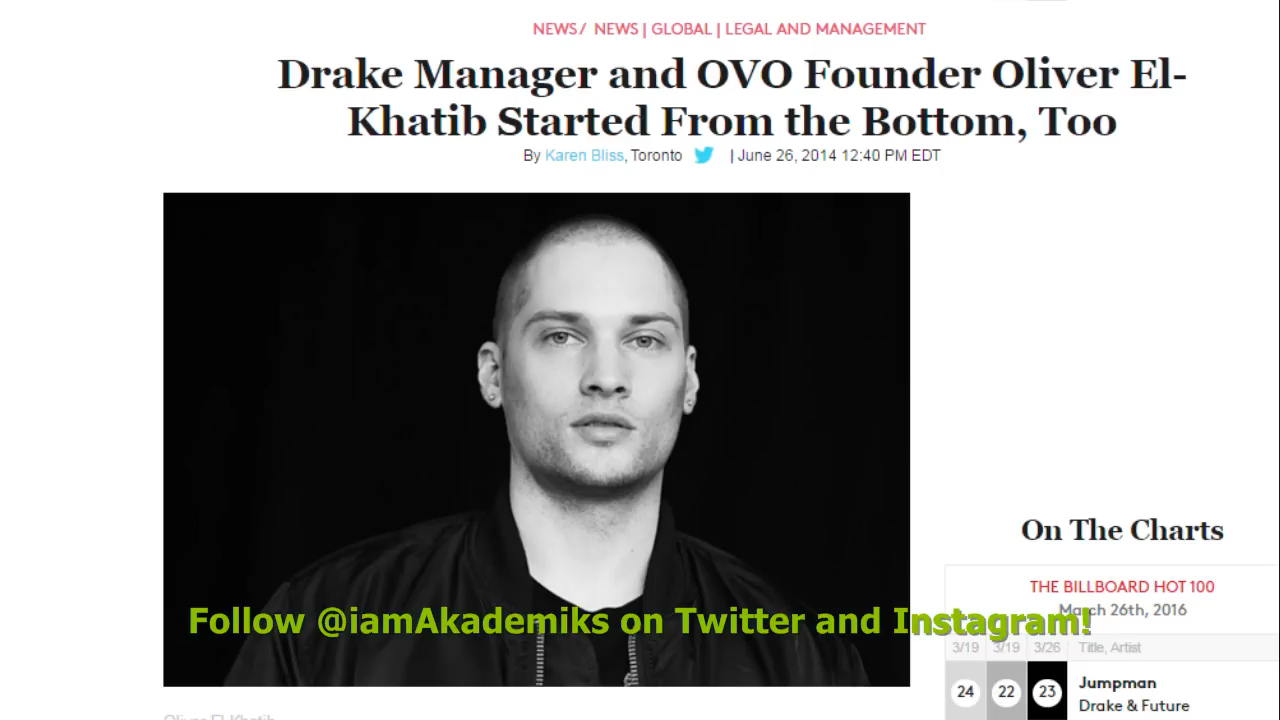 NEWS/ NEWS | GLOBAL | LEGAL AND MANAGEMENT
Drake Manager and OVO Founder Oliver El-
Khatib Started From the Bottom, Too
By Karen Bliss, Toronto | June 26, 2014 12:40 PM EDT
On The Charts
THE BILLBOARD HOT 100
March 26th, 2016
Follow @iamAkademiks on Twitter and Instagram!
3/19 3/19 3/26 Title, Artist
24 22 23 Jumpman
Drake & Future
Oliver El-Khatib